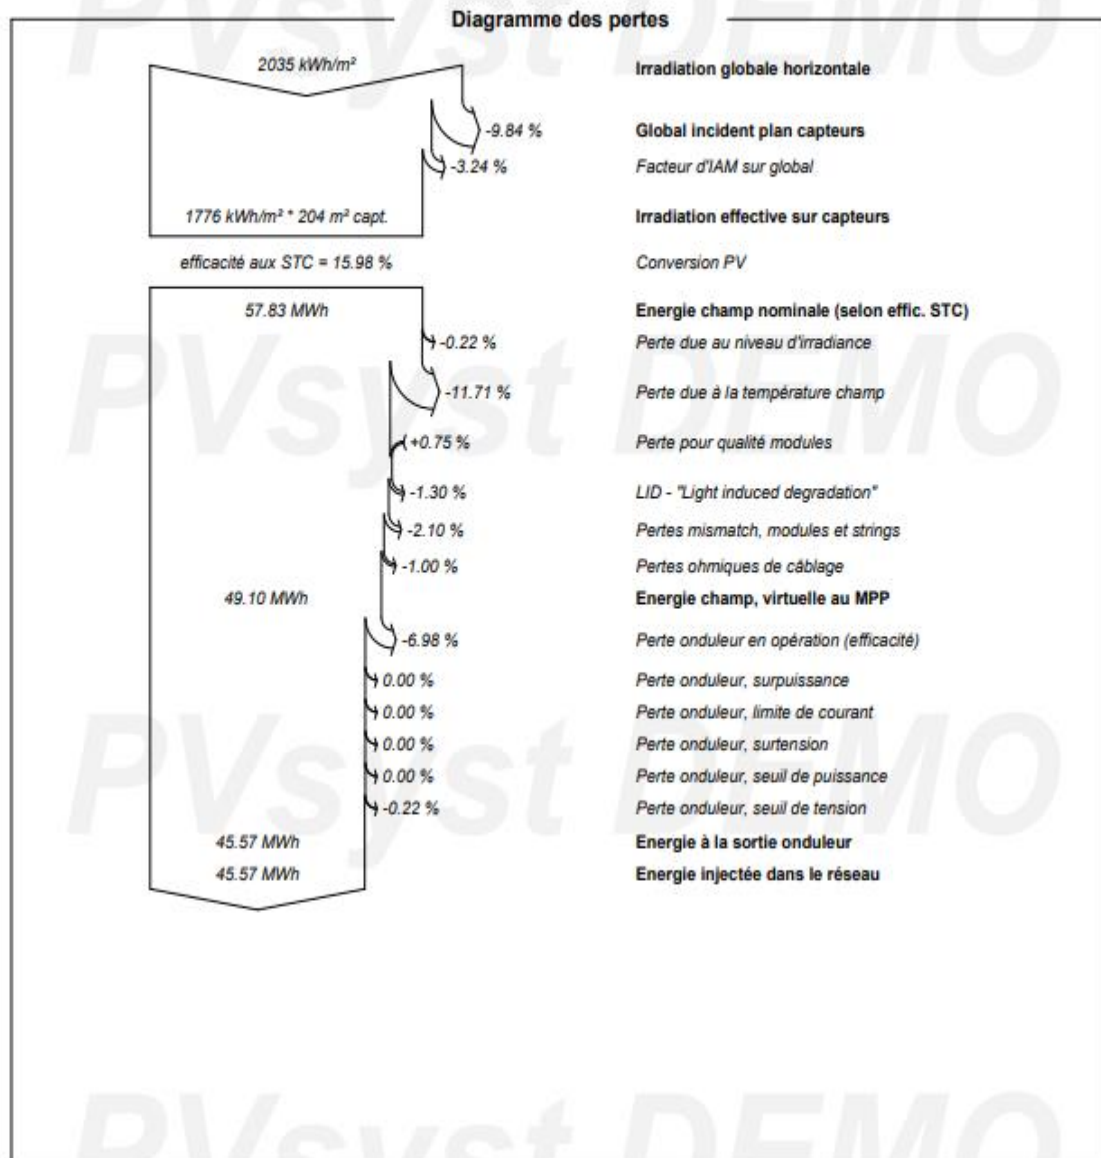 Diagramme des pertes
2035 kWh/m² Irradiation globale horizontale
-9.84 % Global incident plan capteurs
-3.24 % Facteur d'IAM sur global
1776 kWh/m² * 204 m² capt. Irradiation effective sur capteurs
efficacité aux STC = 15.98 % Conversion PV
57.83 MWh Energie champ nominale (selon effic. STC)
-0.22 % Perte due au niveau d'irradiance
-11.71 % Perte due à la température champ
+0.75 % Perte pour qualité modules
-1.30 % LID - "Light induced degradation"
-2.10 % Pertes mismatch, modules et strings
-1.00 % Pertes ohmiques de câblage
49.10 MWh Energie champ, virtuelle au MPP
-6.98 % Perte onduleur en opération (efficacité)
0.00 % Perte onduleur, surpuissance
0.00 % Perte onduleur, limite de courant
0.00 % Perte onduleur, surtension
0.00 % Perte onduleur, seuil de puissance
-0.22 % Perte onduleur, seuil de tension
45.57 MWh Energie à la sortie onduleur
45.57 MWh Energie injectée dans le réseau
PVsyst DEMO
PVsyst DEMO
PVsyst DEMO
PVsyst DEMO